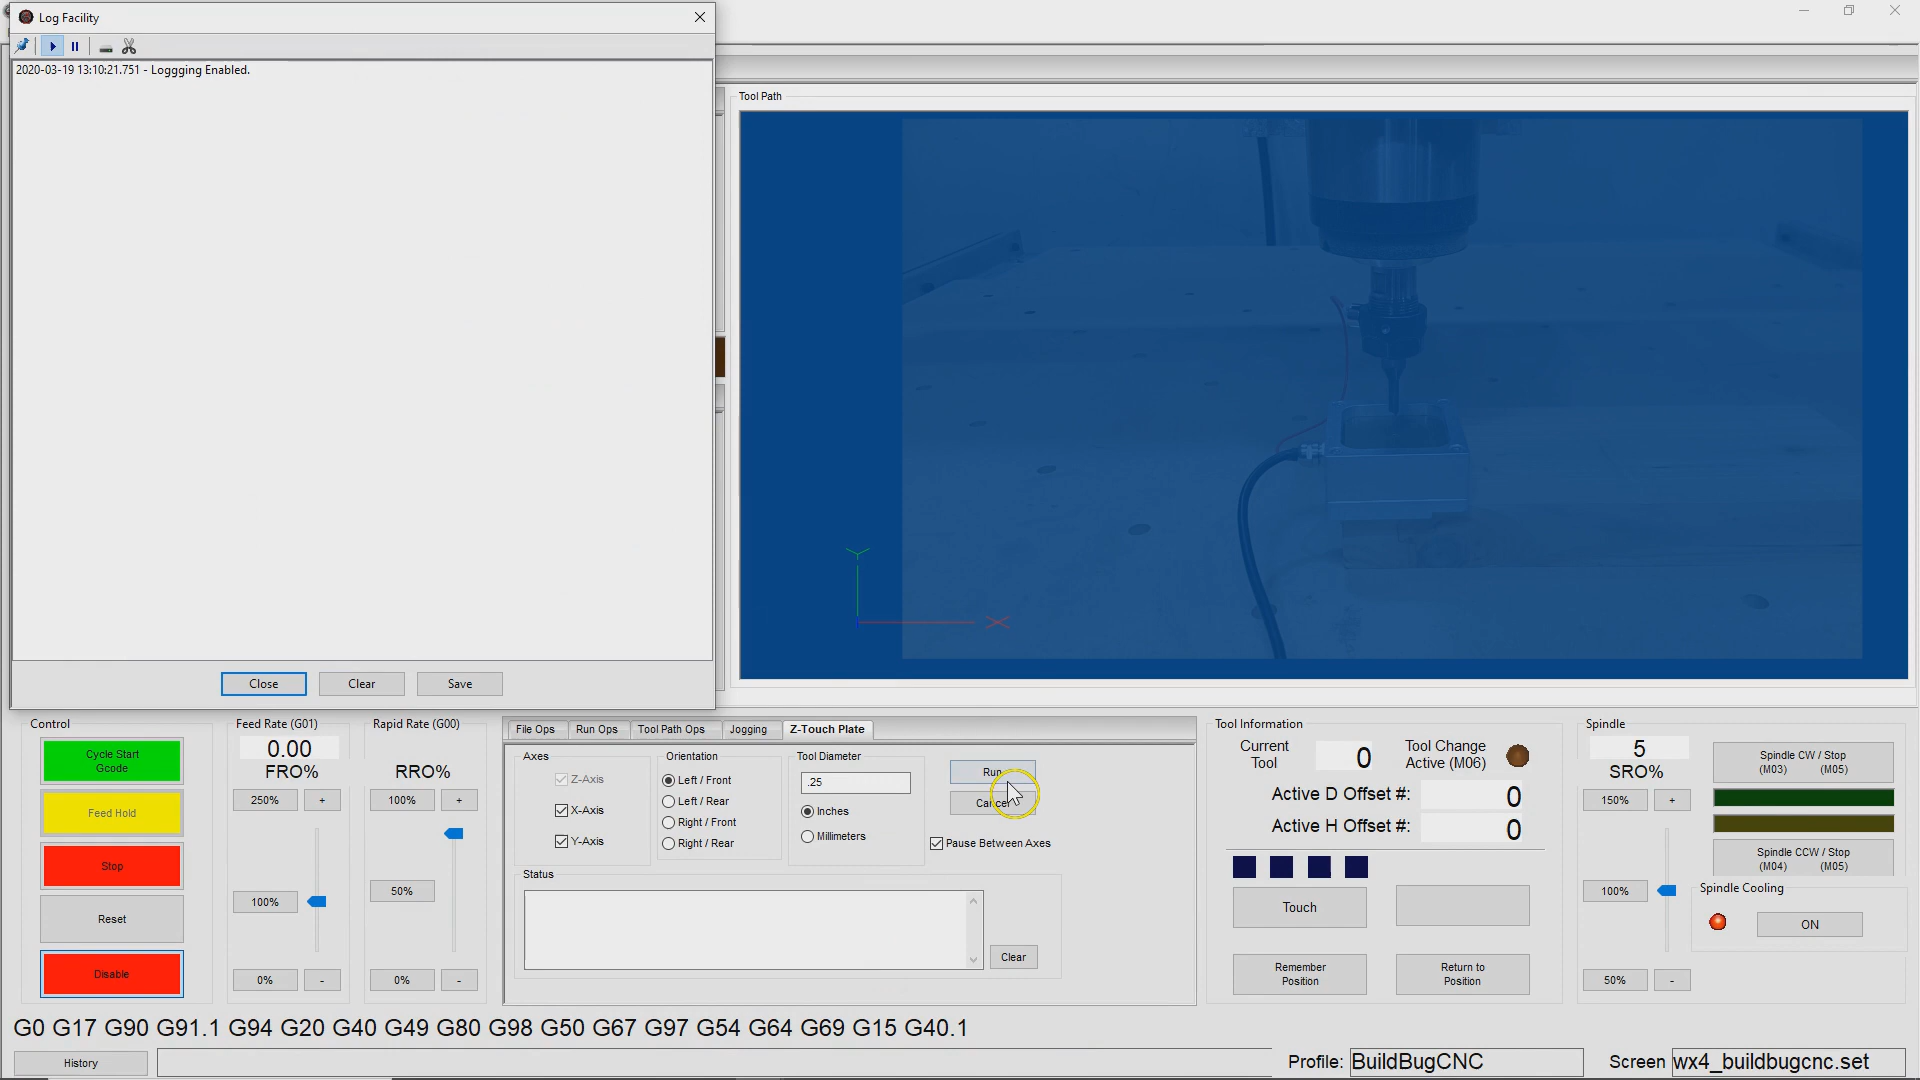 Log Facility
2020-03-19 13:10:21.751 - Loggging Enabled.
Close
Clear
Save
Tool Path
Control
Cycle Start
Gcode
Feed Hold
Stop
Reset
Disable
Feed Rate (G01)
0.00
FRO%
250%
+
100%
0%
-
Rapid Rate (G00)
RRO%
100%
+
50%
0%
-
File Ops
Run Ops
Tool Path Ops
Jogging
Z-Touch Plate
Axes
Z-Axis
X-Axis
Y-Axis
Orientation
Left / Front
Left / Rear
Right / Front
Right / Rear
Tool Diameter
.25
Inches
Millimeters
Run
Cancel
Pause Between Axes
Status
Clear
Tool Information
Current
Tool
0
Tool Change
Active (M06)
Active D Offset #:
0
Active H Offset #:
0
Touch
Remember
Position
Return to
Position
Spindle
5
SRO%
150%
+
100%
50%
-
Spindle CW / Stop
(M03) (M05)
Spindle CCW / Stop
(M04) (M05)
Spindle Cooling
ON
G0 G17 G90 G91.1 G94 G20 G40 G49 G80 G98 G50 G67 G97 G54 G64 G69 G15 G40.1
History
Profile: BuildBugCNC
Screen wx4_buildbugcnc.set